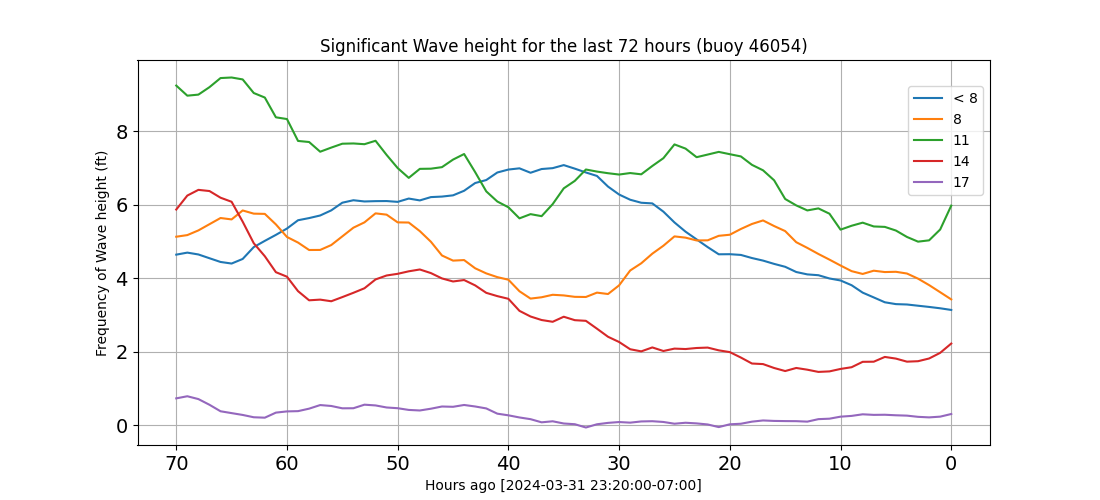 Significant Wave height for the last 72 hours (buoy 46054)
Frequency of Wave height (ft)
8
6
4
2
0
< 8
8
11
14
17
70 60 50 40 30 20 10 0
Hours ago [2024-03-31 23:20:00-07:00]